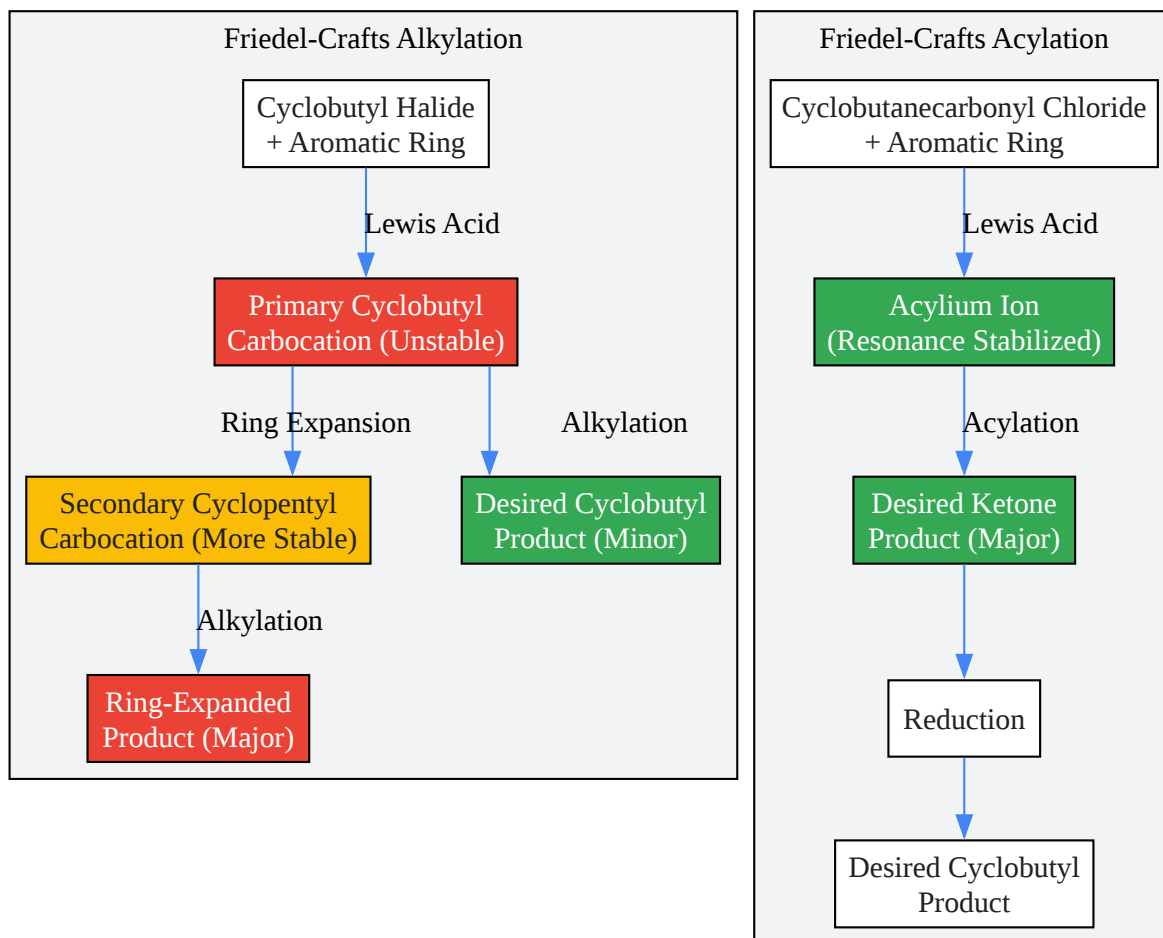 Friedel-Crafts Alkylation
Cyclobutyl Halide
+ Aromatic Ring
Lewis Acid
Primary Cyclobutyl
Carbocation (Unstable)
Ring Expansion
Alkylation
Secondary Cyclopentyl
Carbocation (More Stable)
Desired Cyclobutyl
Product (Minor)
Alkylation
Ring-Expanded
Product (Major)
Friedel-Crafts Acylation
Cyclobutanecarbonyl Chloride
+ Aromatic Ring
Lewis Acid
Acylium Ion
(Resonance Stabilized)
Acylation
Desired Ketone
Product (Major)
Reduction
Desired Cyclobutyl
Product